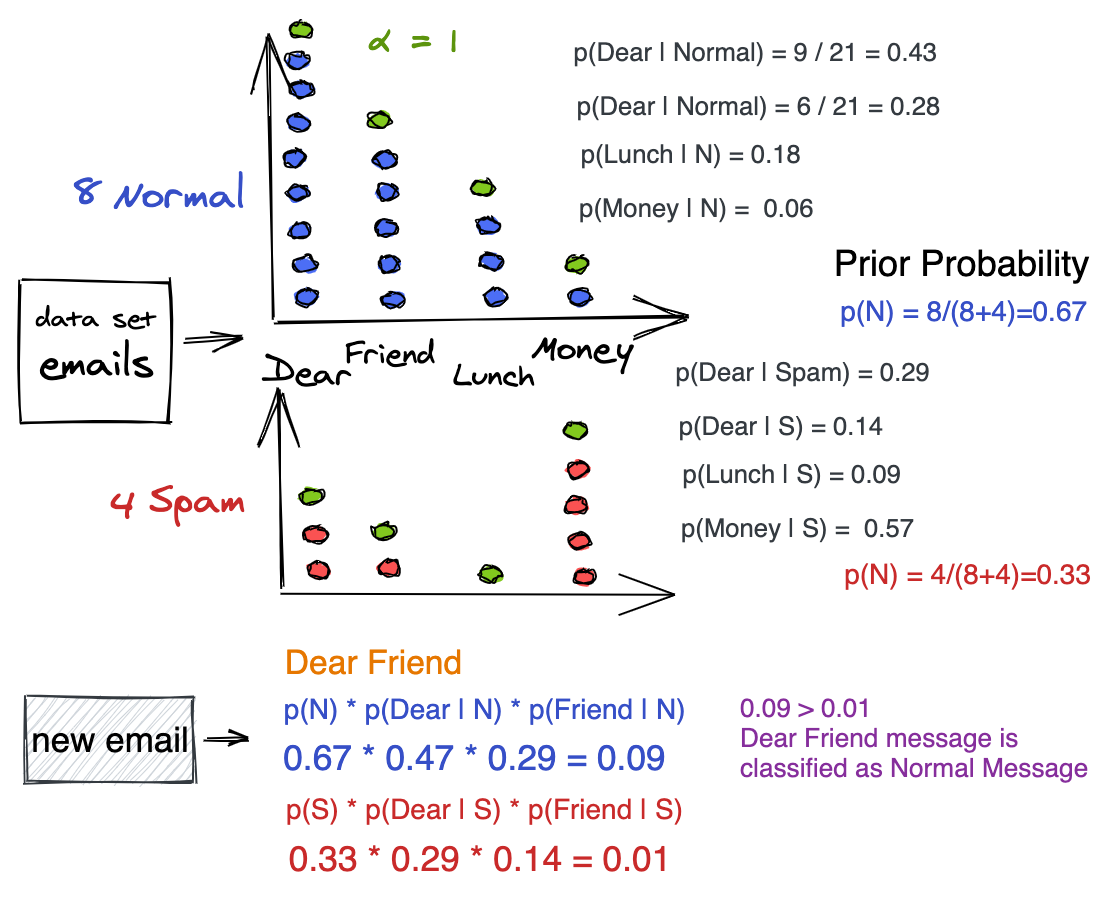 α = 1
p(Dear | Normal) = 9 / 21 = 0.43
p(Dear | Normal) = 6 / 21 = 0.28
p(Lunch | N) = 0.18
p(Money | N) =  0.06
8 Normal
Prior Probability
p(N) = 8/(8+4)=0.67
data set
emails
Dear Friend Lunch Money
p(Dear | Spam) = 0.29
p(Dear | S) = 0.14
p(Lunch | S) = 0.09
p(Money | S) =  0.57
4 Spam
p(N) = 4/(8+4)=0.33
Dear Friend
p(N) * p(Dear | N) * p(Friend | N)
0.67 * 0.47 * 0.29 = 0.09
new email
p(S) * p(Dear | S) * p(Friend | S)
0.33 * 0.29 * 0.14 = 0.01
0.09 > 0.01
Dear Friend message is
classified as Normal Message